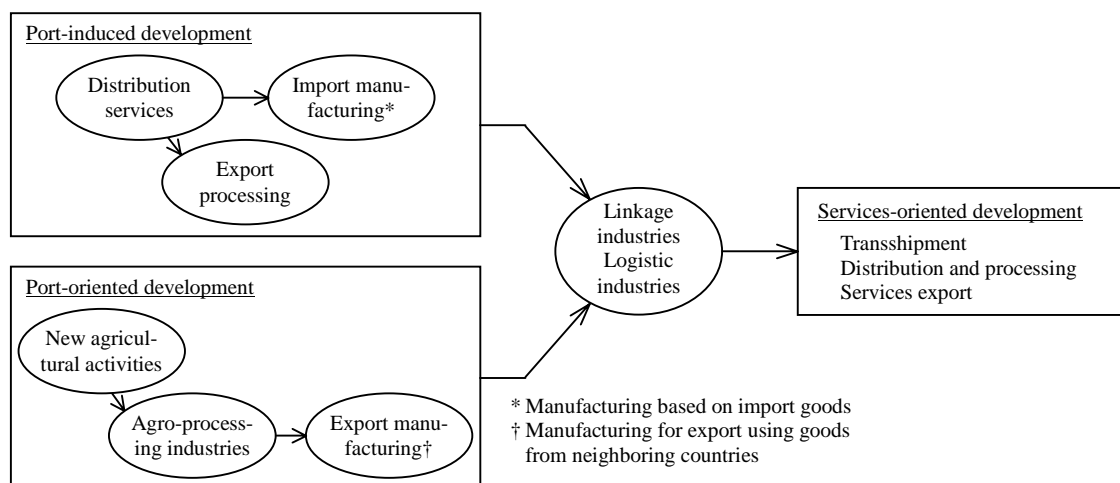 Port-induced development
Distribution
services
Import manu-
facturing*
Export
processing
Port-oriented development
New agricul-
tural activities
Agro-process-
ing industries
Export manu-
facturing†
Linkage
industries
Logistic
industries
Services-oriented development
Transshipment
Distribution and processing
Services export
* Manufacturing based on import goods
† Manufacturing for export using goods
from neighboring countries